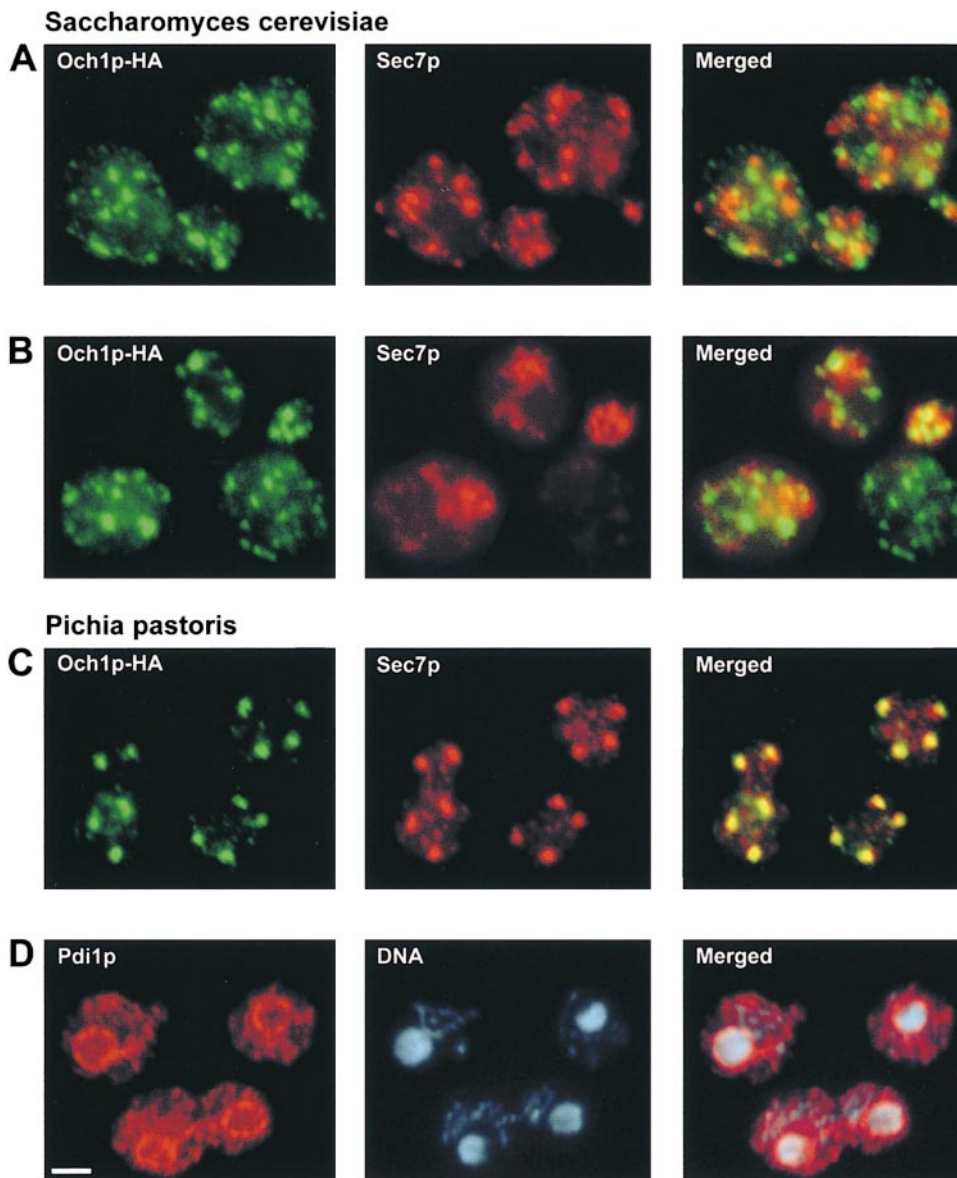 Saccharomyces cerevisiae
A
Och1p-HA
Sec7p
Merged
B
Och1p-HA
Sec7p
Merged
Pichia pastoris
C
Och1p-HA
Sec7p
Merged
D
Pdi1p
DNA
Merged